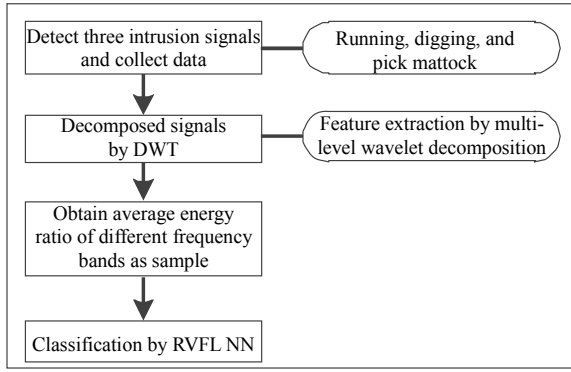 Detect three intrusion signals
and collect data
Running, digging, and
pick mattock
Decomposed signals
by DWT
Feature extraction by multi-
level wavelet decomposition
Obtain average energy
ratio of different frequency
bands as sample
Classification by RVFL NN